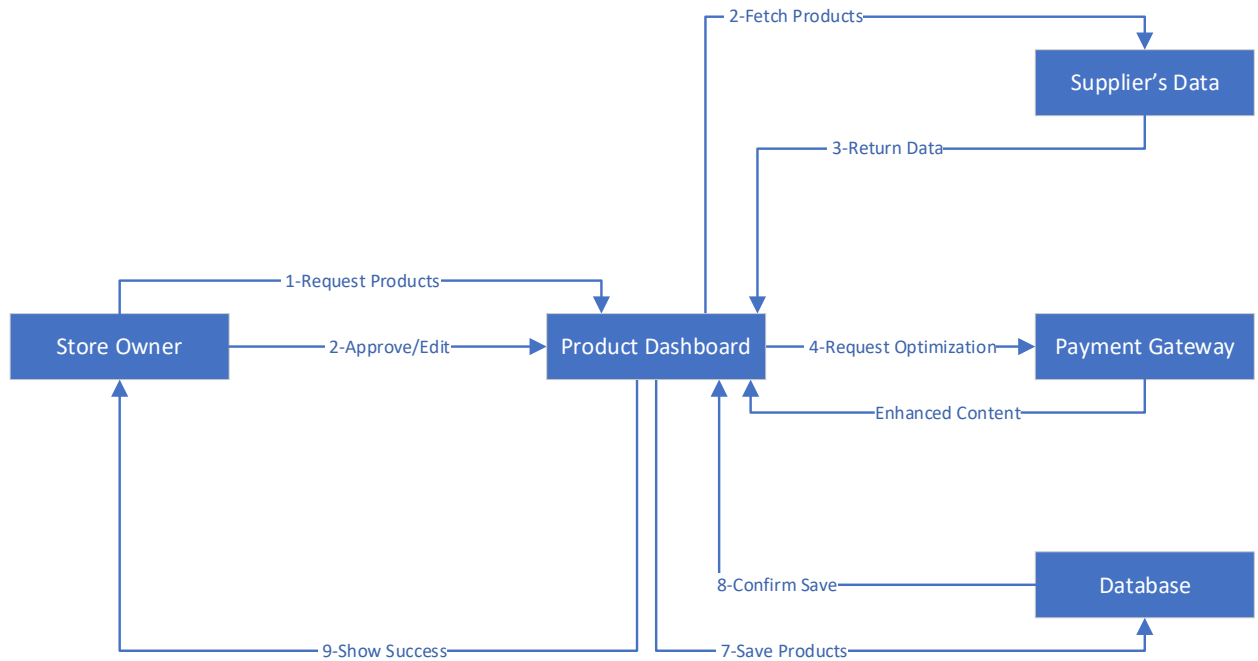 2-Fetch Products
Supplier’s Data
3-Return Data
1-Request Products
Store Owner
2-Approve/Edit
Product Dashboard
4-Request Optimization
Payment Gateway
Enhanced Content
8-Confirm Save
Database
9-Show Success
7-Save Products